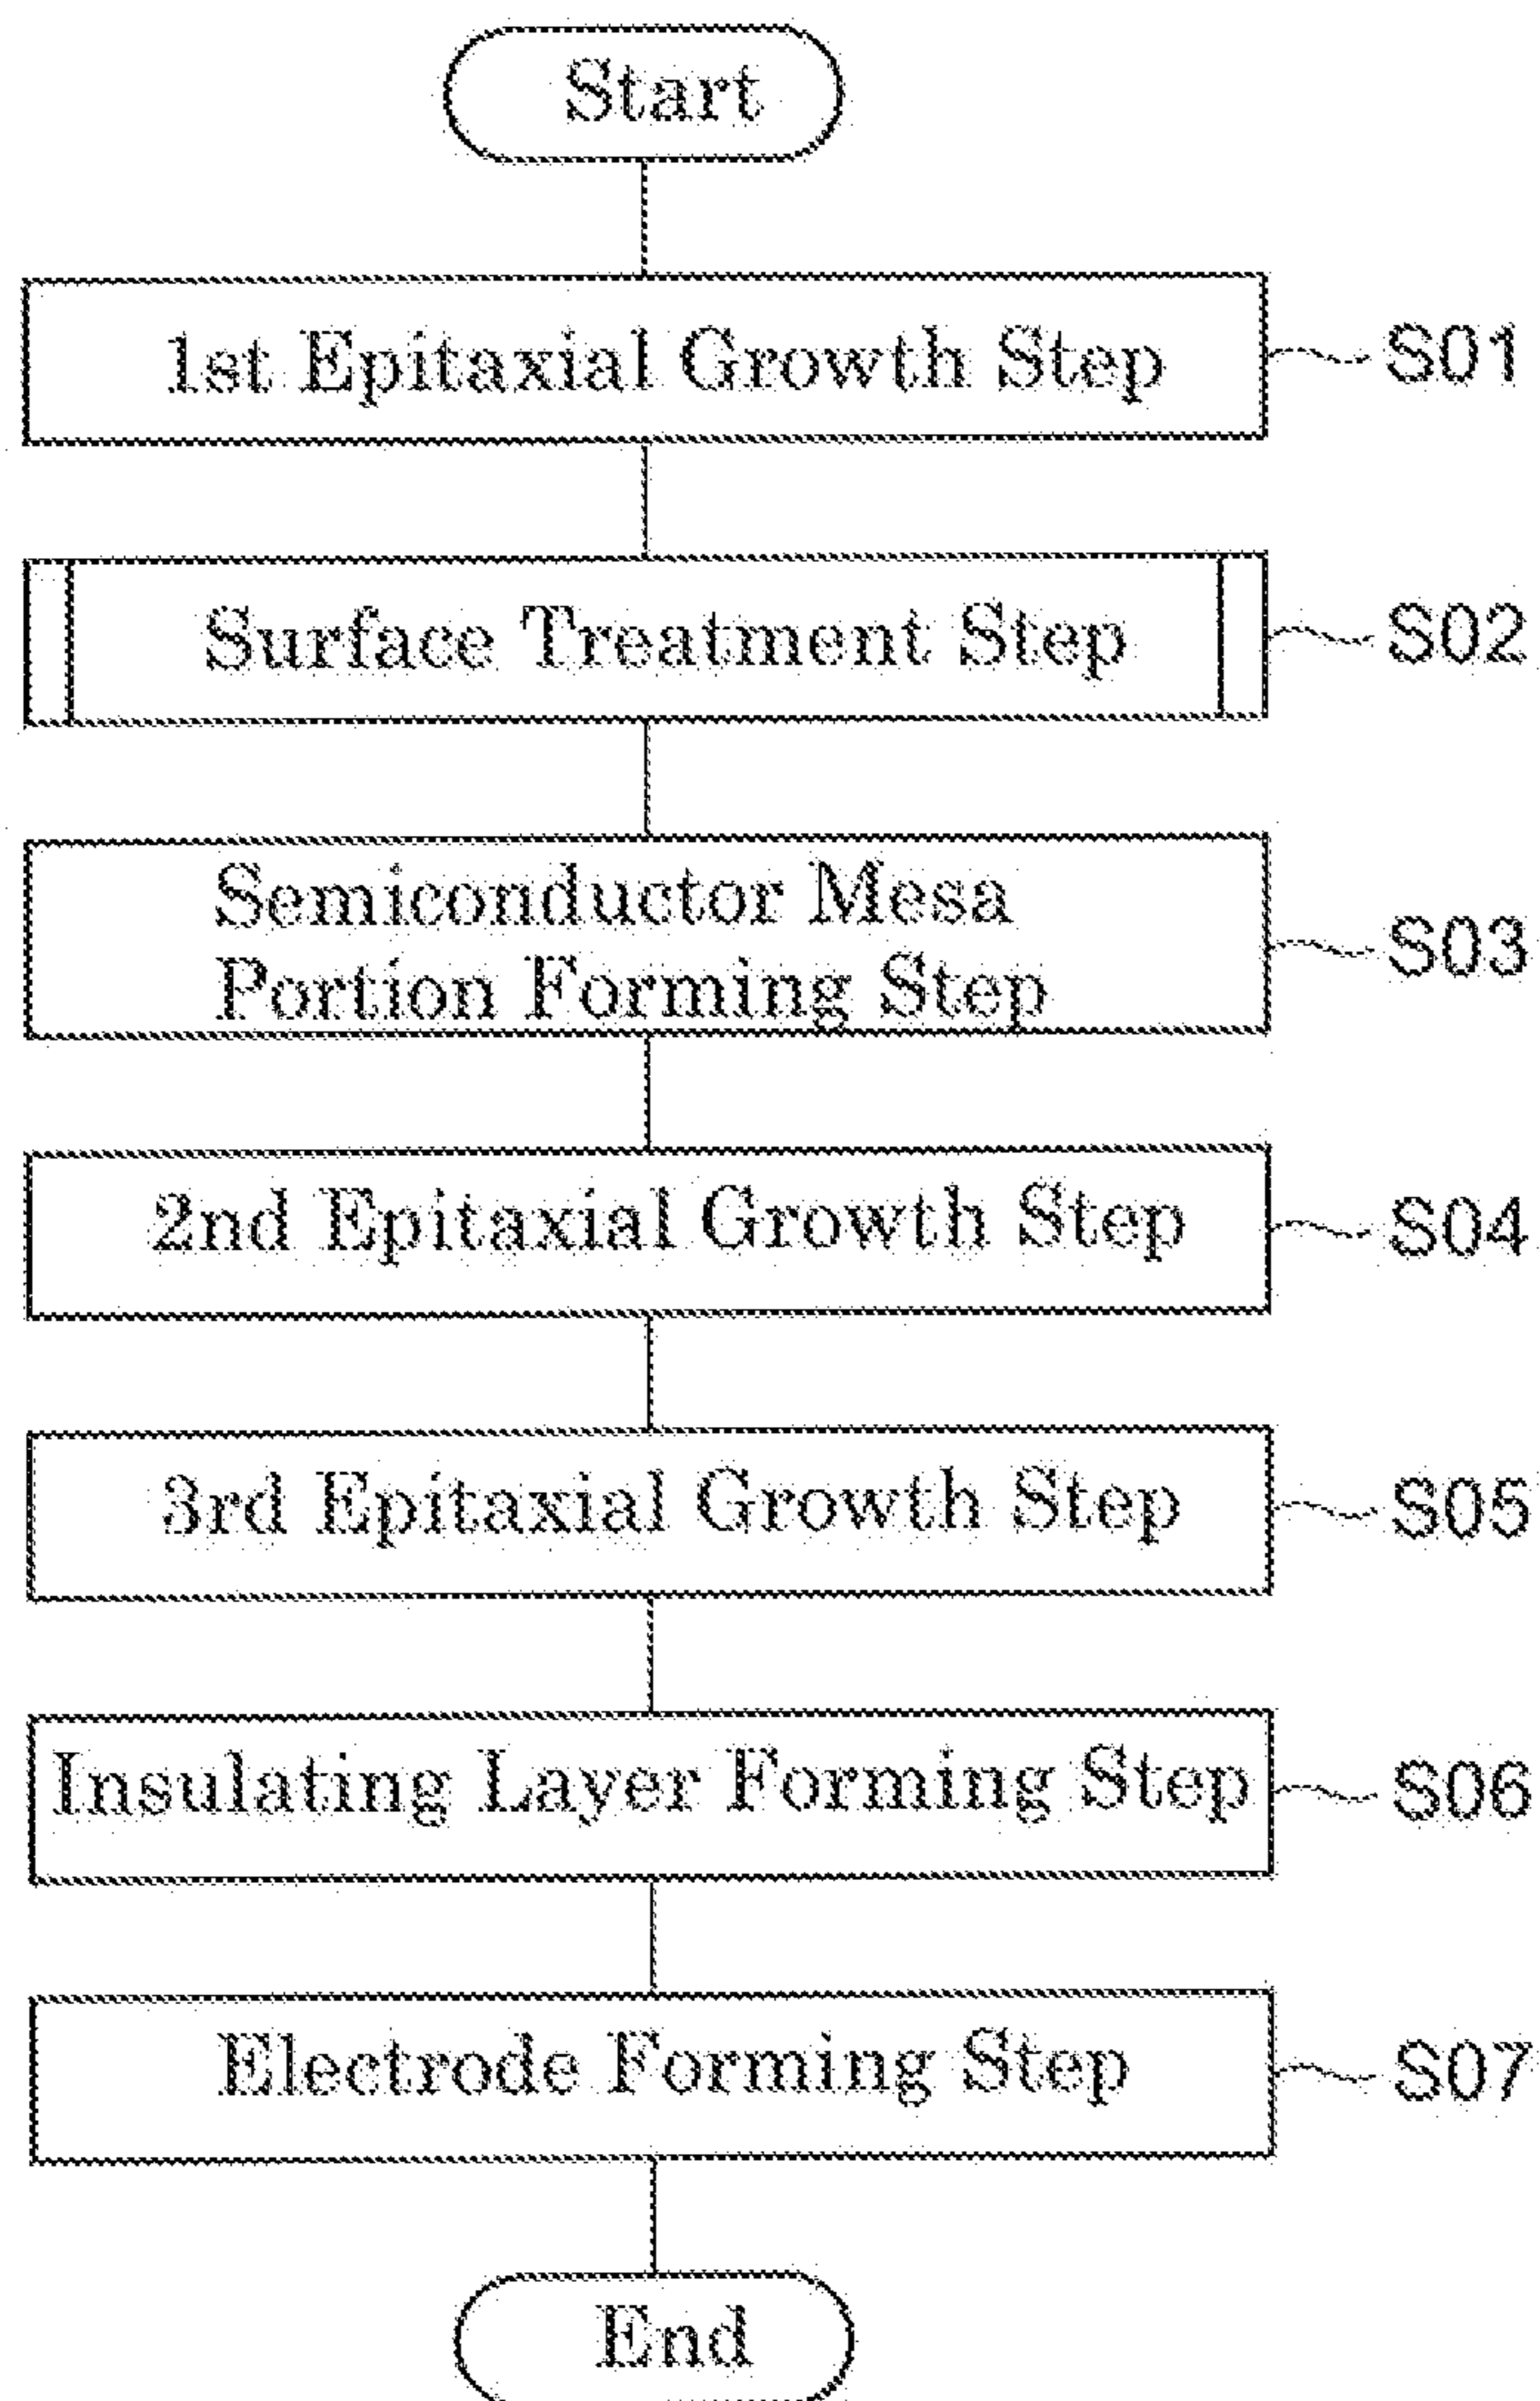 Start
1st Epitaxial Growth Step
S01
Surface Treatment Step
S02
Semiconductor Mesa
Portion Forming Step
S03
2nd Epitaxial Growth Step
S04
3rd Epitaxial Growth Step
S05
Insulating Layer Forming Step
S06
Electrode Forming Step
S07
End